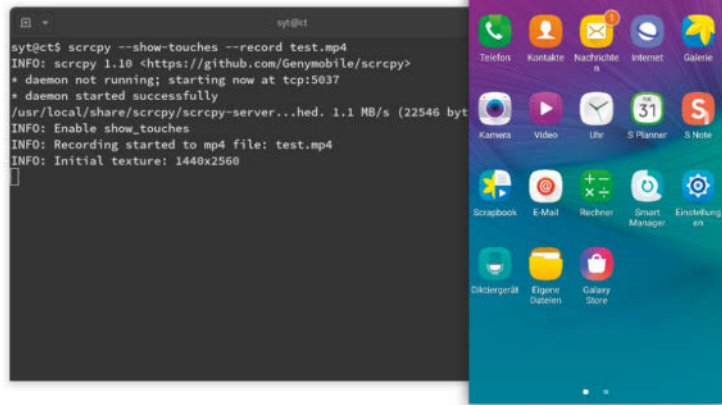 syt@ct
syt@ct$ scrcpy --show-touches --record test.mp4
INFO: scrcpy 1.10 <https://github.com/Genymobile/scrcpy>
* daemon not running; starting now at tcp:5037
* daemon started successfully
/usr/local/share/scrcpy/scrcpy-server...hed. 1.1 MB/s (22546 byt
INFO: Enable show_touches
INFO: Recording started to mp4 file: test.mp4
INFO: Initial texture: 1440x2560
1
Telefon Kontakte Nachrichte Internet Galerie
n
31
S
Kamera Video Uhr S Planner S Note
@
Scrapbook E-Mail Rechner Smart Einstellung
Manager en
Diktiergerät Eigene Galaxy
Dateien Store